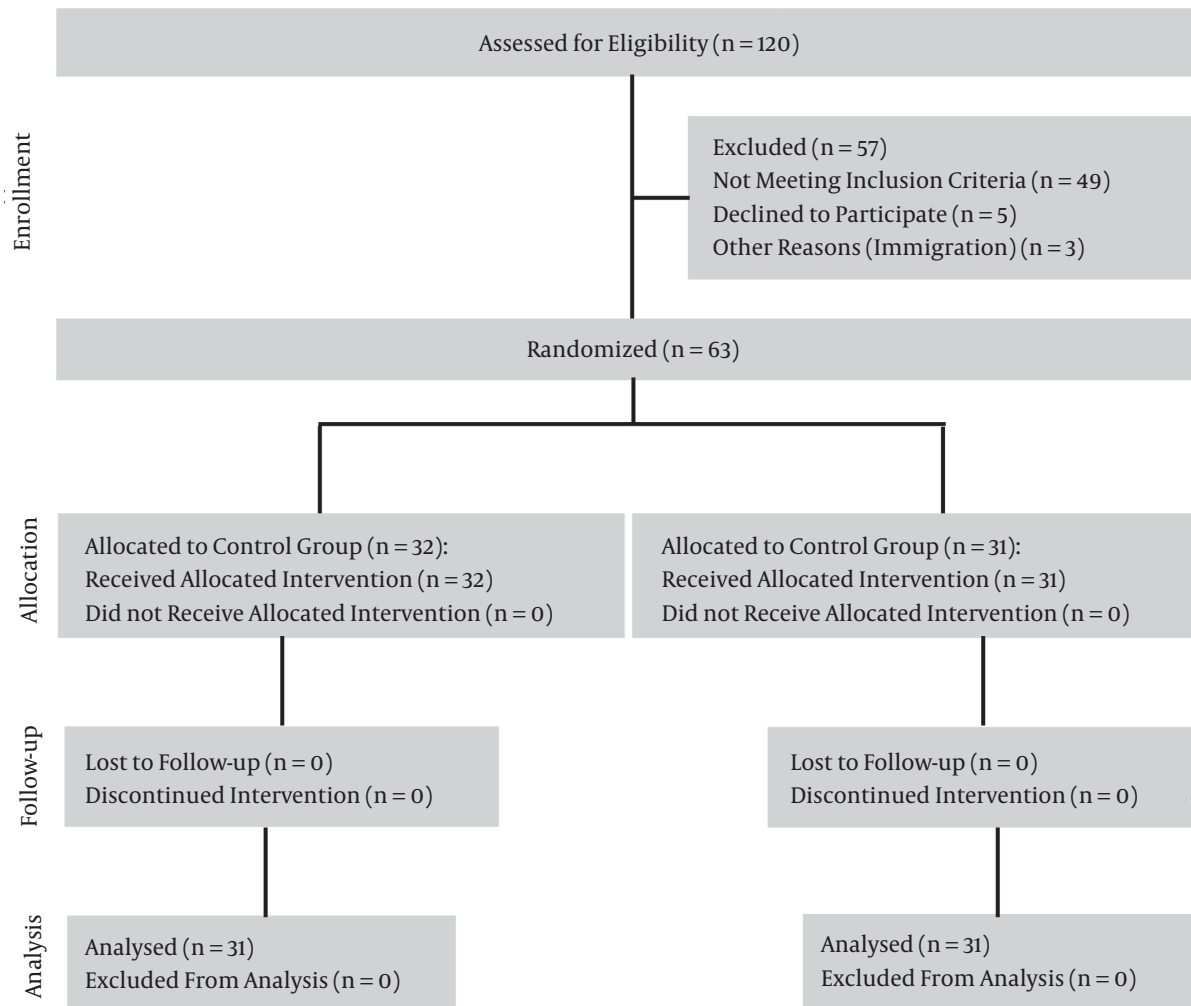 Assessed for Eligibility (n = 120)
Enrollment
Excluded (n = 57)
Not Meeting Inclusion Criteria (n = 49)
Declined to Participate (n = 5)
Other Reasons (Immigration) (n = 3)
Randomized (n = 63)
Allocation
Allocated to Control Group (n = 32):
Received Allocated Intervention (n = 32)
Did not Receive Allocated Intervention (n = 0)
Allocated to Control Group (n = 31):
Received Allocated Intervention (n = 31)
Did not Receive Allocated Intervention (n = 0)
Follow-up
Lost to Follow-up (n = 0)
Discontinued Intervention (n = 0)
Lost to Follow-up (n = 0)
Discontinued Intervention (n = 0)
Analysis
Analysed (n = 31)
Excluded From Analysis (n = 0)
Analysed (n = 31)
Excluded From Analysis (n = 0)